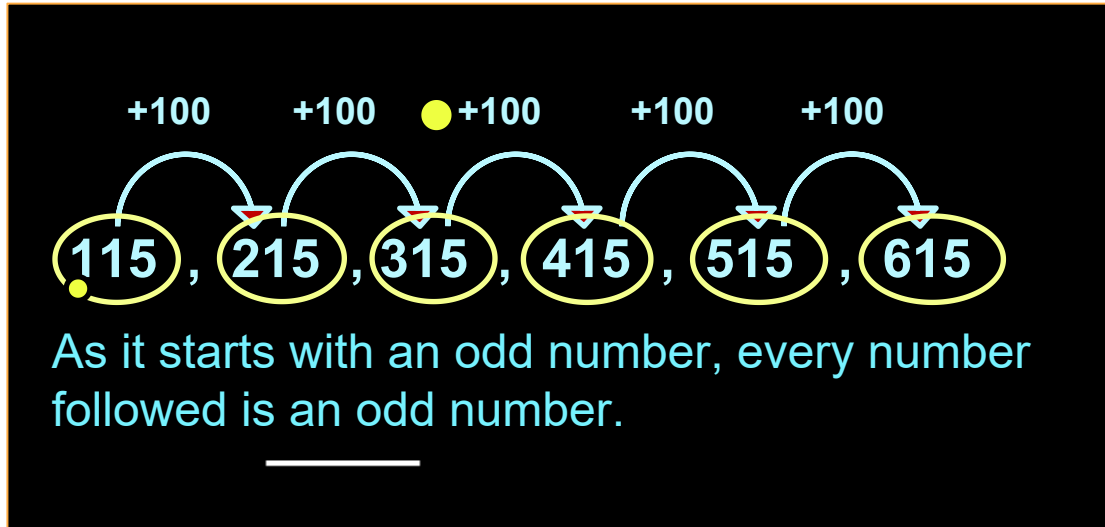 +100 +100 +100 +100 +100
115 , 215 , 315 , 415 , 515 , 615
As it starts with an odd number, every number
followed is an odd number.